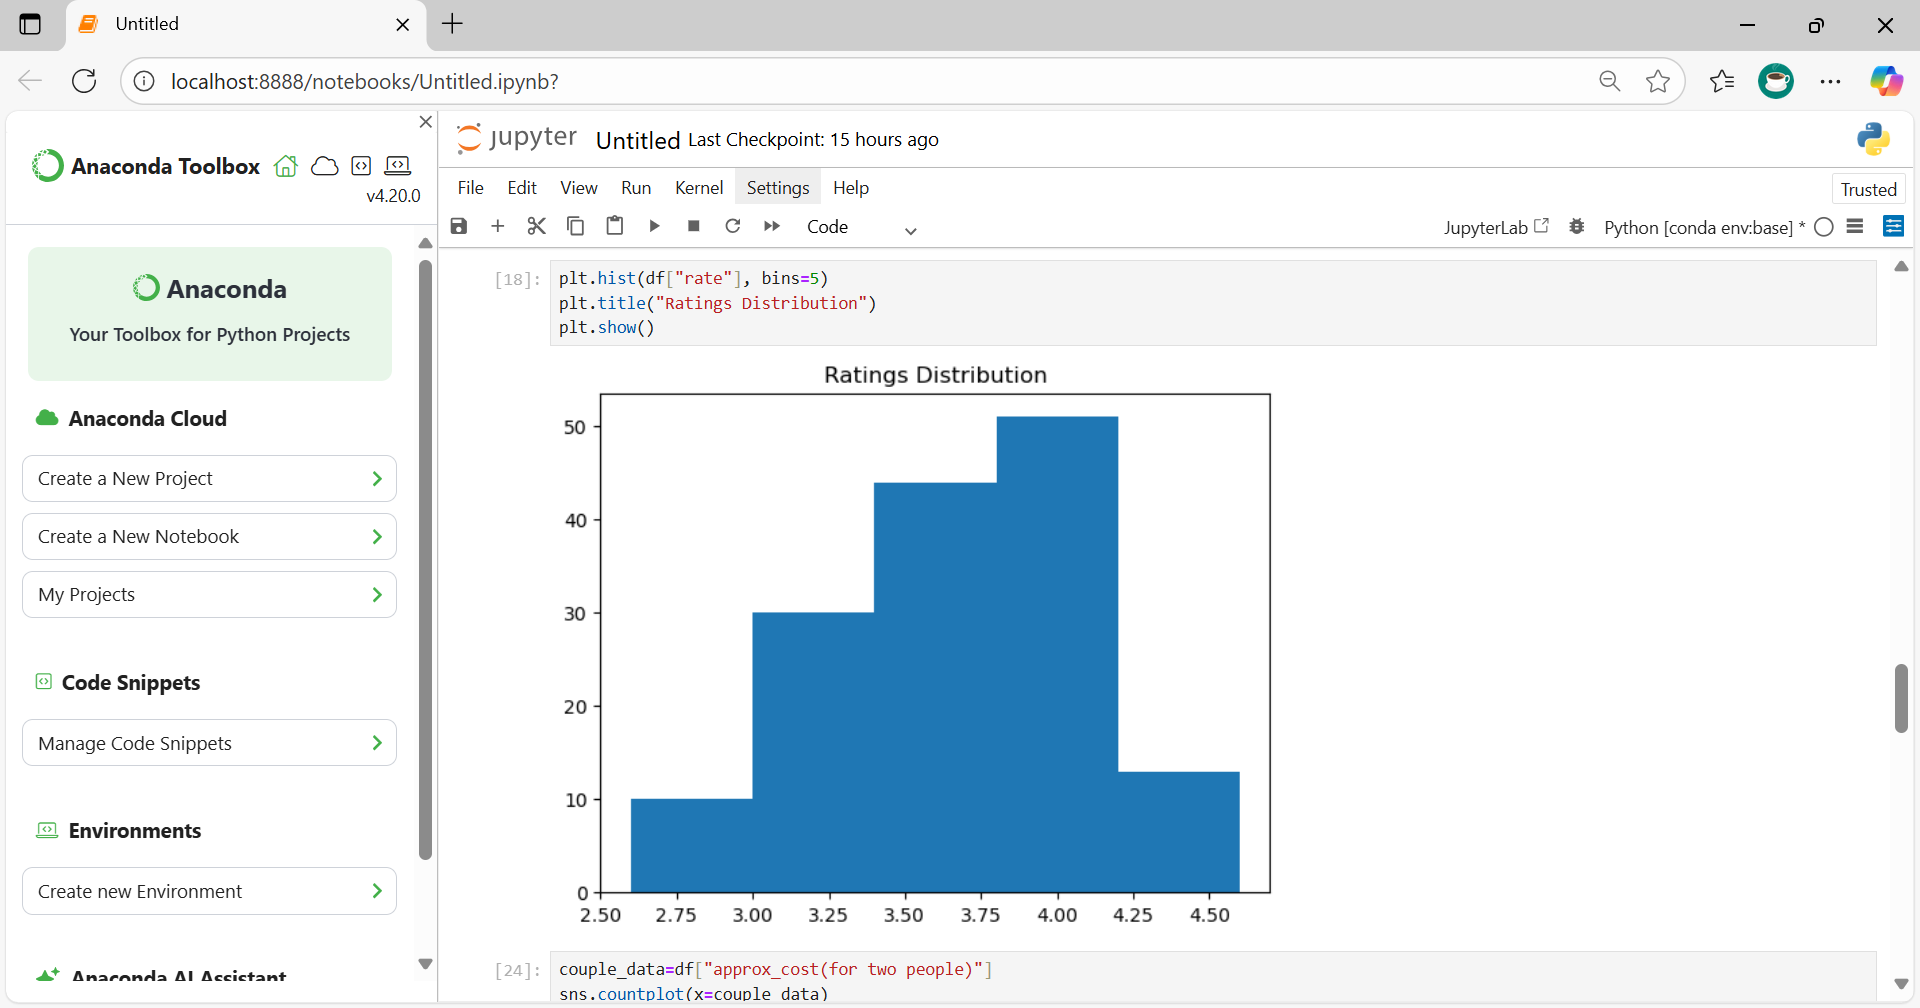 Untitled
localhost:8888/notebooks/Untitled.ipynb?
Anaconda Toolbox
v4.20.0
Anaconda
Your Toolbox for Python Projects
Anaconda Cloud
Create a New Project
Create a New Notebook
My Projects
Code Snippets
Manage Code Snippets
Environments
Create new Environment
Anaconda AI Assistant
jupyter Untitled Last Checkpoint: 15 hours ago
File Edit View Run Kernel Settings Help
Trusted
Code
JupyterLab
Python [conda env:base] *
[18]:
plt.hist(df["rate"], bins=5)
plt.title("Ratings Distribution")
plt.show()
Ratings Distribution
50
40
30
20
10
0
2.50 2.75 3.00 3.25 3.50 3.75 4.00 4.25 4.50
[24]:
couple_data=df["approx_cost(for two people)"]
sns.countplot(x=couple_data)